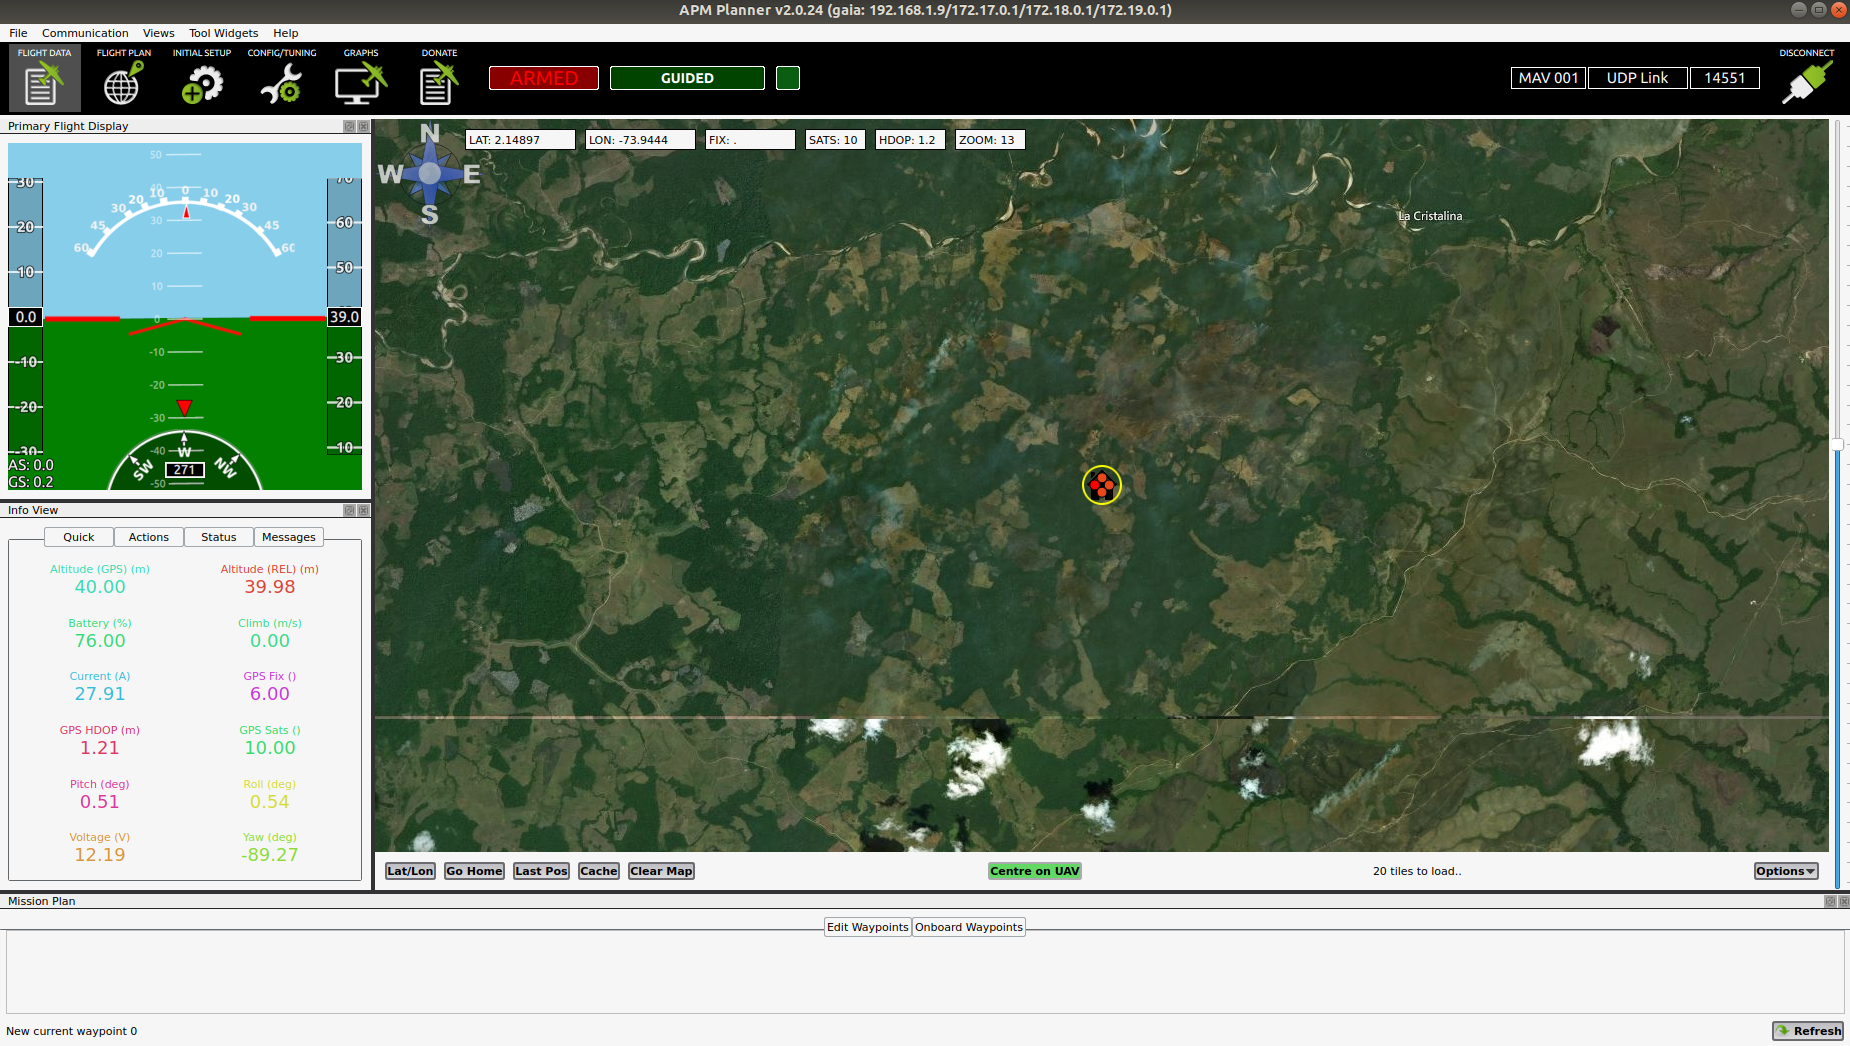 APM Planner v2.0.24 (gaia: 192.168.1.9/172.17.0.1/172.18.0.1/172.19.0.1)
File Communication Views Tool Widgets Help
FLIGHT DATA FLIGHT PLAN INITIAL SETUP CONFIG/TUNING GRAPHS DONATE DISCONNECT
ARMED GUIDED MAV 001 UDP Link 14551
Primary Flight Display
N
W E
S
LAT: 2.14897 LON: -73.9444 FIX: . SATS: 10 HDOP: 1.2 ZOOM: 13
La Cristalina
50
40
30
20
10
0
-10
-20
-30
-40
-50
60 45 30 20 10 0 10 20 30 45 60
30
20
10
0.0
-10
-20
-30
70
60
50
39.0
30
20
10
AS: 0.0
GS: 0.2
SW W NW
271
Info View
Quick Actions Status Messages
Altitude (GPS) (m) Altitude (REL) (m)
40.00 39.98
Battery (%) Climb (m/s)
76.00 0.00
Current (A) GPS Fix ()
27.91 6.00
GPS HDOP (m) GPS Sats ()
1.21 10.00
Pitch (deg) Roll (deg)
0.51 0.54
Voltage (V) Yaw (deg)
12.19 -89.27
Lat/Lon Go Home Last Pos Cache Clear Map Centre on UAV 20 tiles to load.. Options
Mission Plan
Edit Waypoints Onboard Waypoints
New current waypoint 0 Refresh